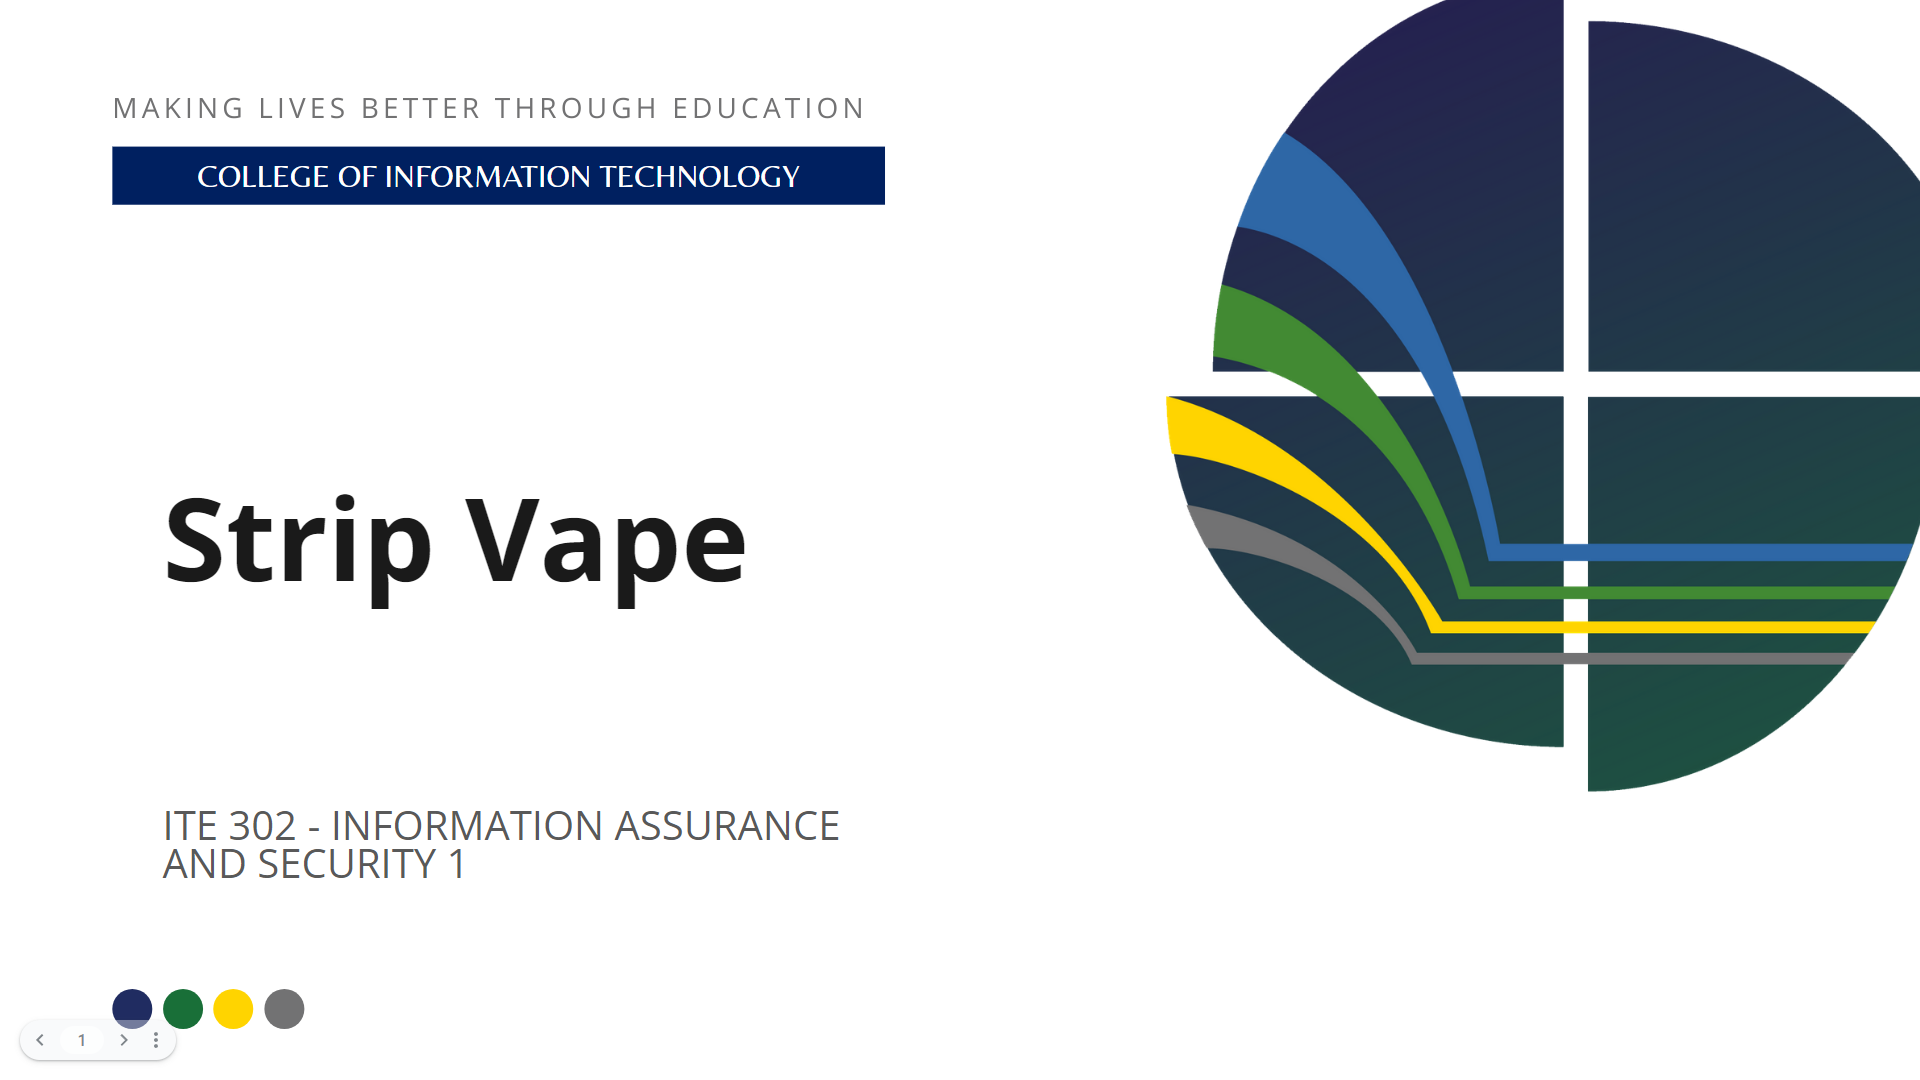 MAKING LIVES BETTER THROUGH EDUCATION
COLLEGE OF INFORMATION TECHNOLOGY
Strip Vape
ITE 302 - INFORMATION ASSURANCE
AND SECURITY 1
1